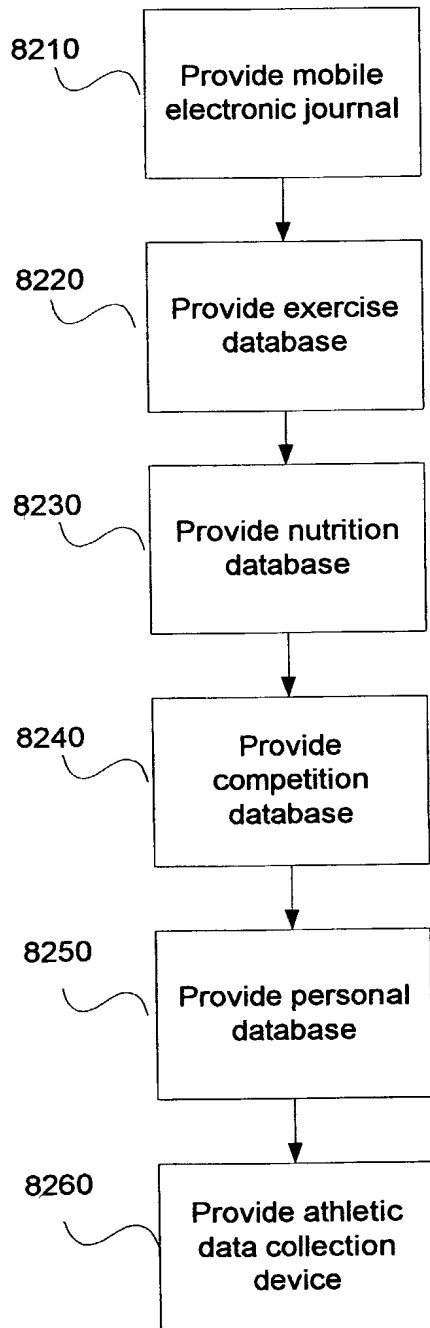 8210
Provide mobile
electronic journal
8220
Provide exercise
database
8230
Provide nutrition
database
8240
Provide
competition
database
8250
Provide personal
database
8260
Provide athletic
data collection
device